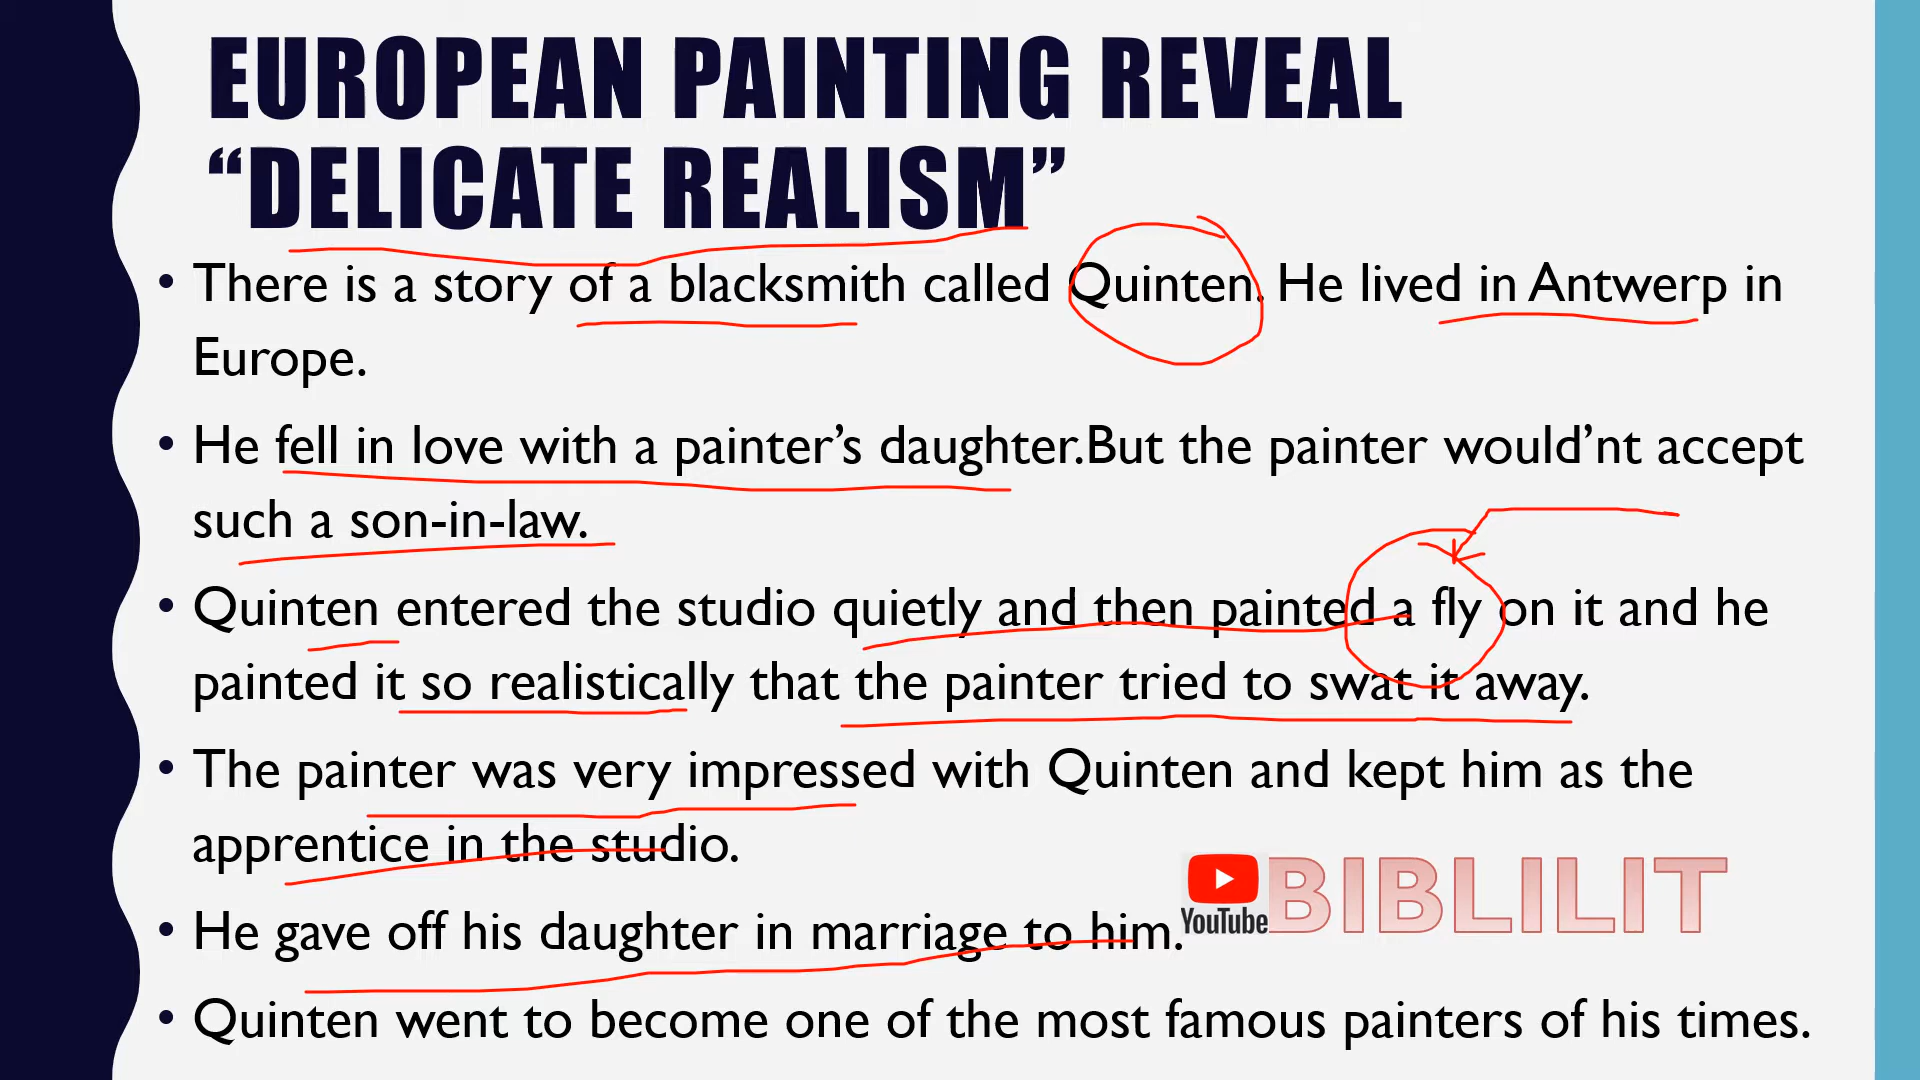 EUROPEAN PAINTING REVEAL
“DELICATE REALISM”
• There is a story of a blacksmith called Quinten. He lived in Antwerp in
Europe.
• He fell in love with a painter’s daughter.But the painter would’nt accept
such a son-in-law.
• Quinten entered the studio quietly and then painted a fly on it and he
painted it so realistically that the painter tried to swat it away.
• The painter was very impressed with Quinten and kept him as the
apprentice in the studio.
• He gave off his daughter in marriage to him.
YouTube BIBLILIT
• Quinten went to become one of the most famous painters of his times.